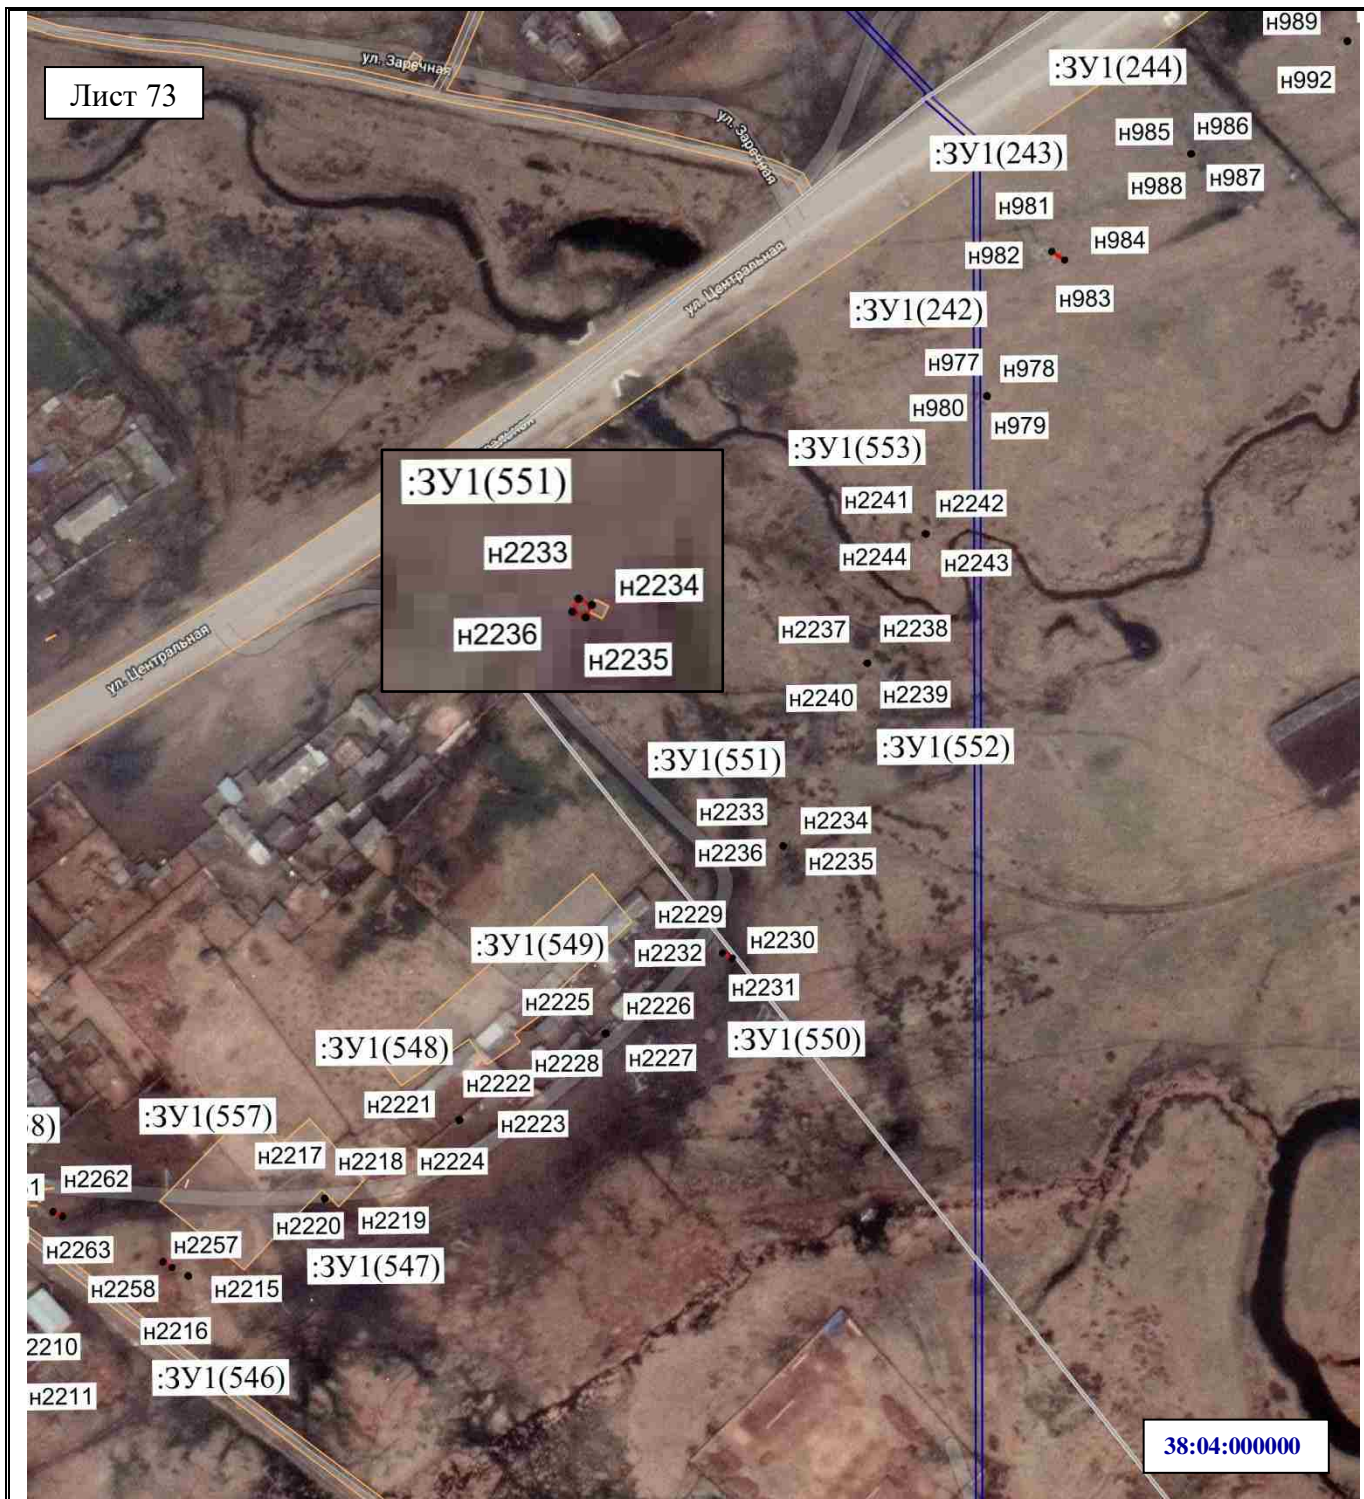 Лист 73
ул. Заречная
ул. Заречная
н989
:ЗУ1(244)
н992
н985
н986
:ЗУ1(243)
н988
н987
н981
н982
н984
н983
ул. Центральная
:ЗУ1(242)
н977
н978
н980
н979
:ЗУ1(553)
н2241
н2242
н2244
н2243
:ЗУ1(551)
н2233
н2234
н2236
н2235
ул. Центральная
н2237
н2238
н2240
н2239
:ЗУ1(552)
:ЗУ1(551)
н2233
н2234
н2236
н2235
н2229
:ЗУ1(549)
н2232
н2230
н2231
н2225
н2226
:ЗУ1(548)
н2228
н2227
:ЗУ1(550)
н2222
н2221
:ЗУ1(557)
8)
н2223
н2217
н2218
н2224
н2262
н2220
н2219
н2263
н2257
:ЗУ1(547)
н2258
н2215
н2216
2210
:ЗУ1(546)
н2211
38:04:000000